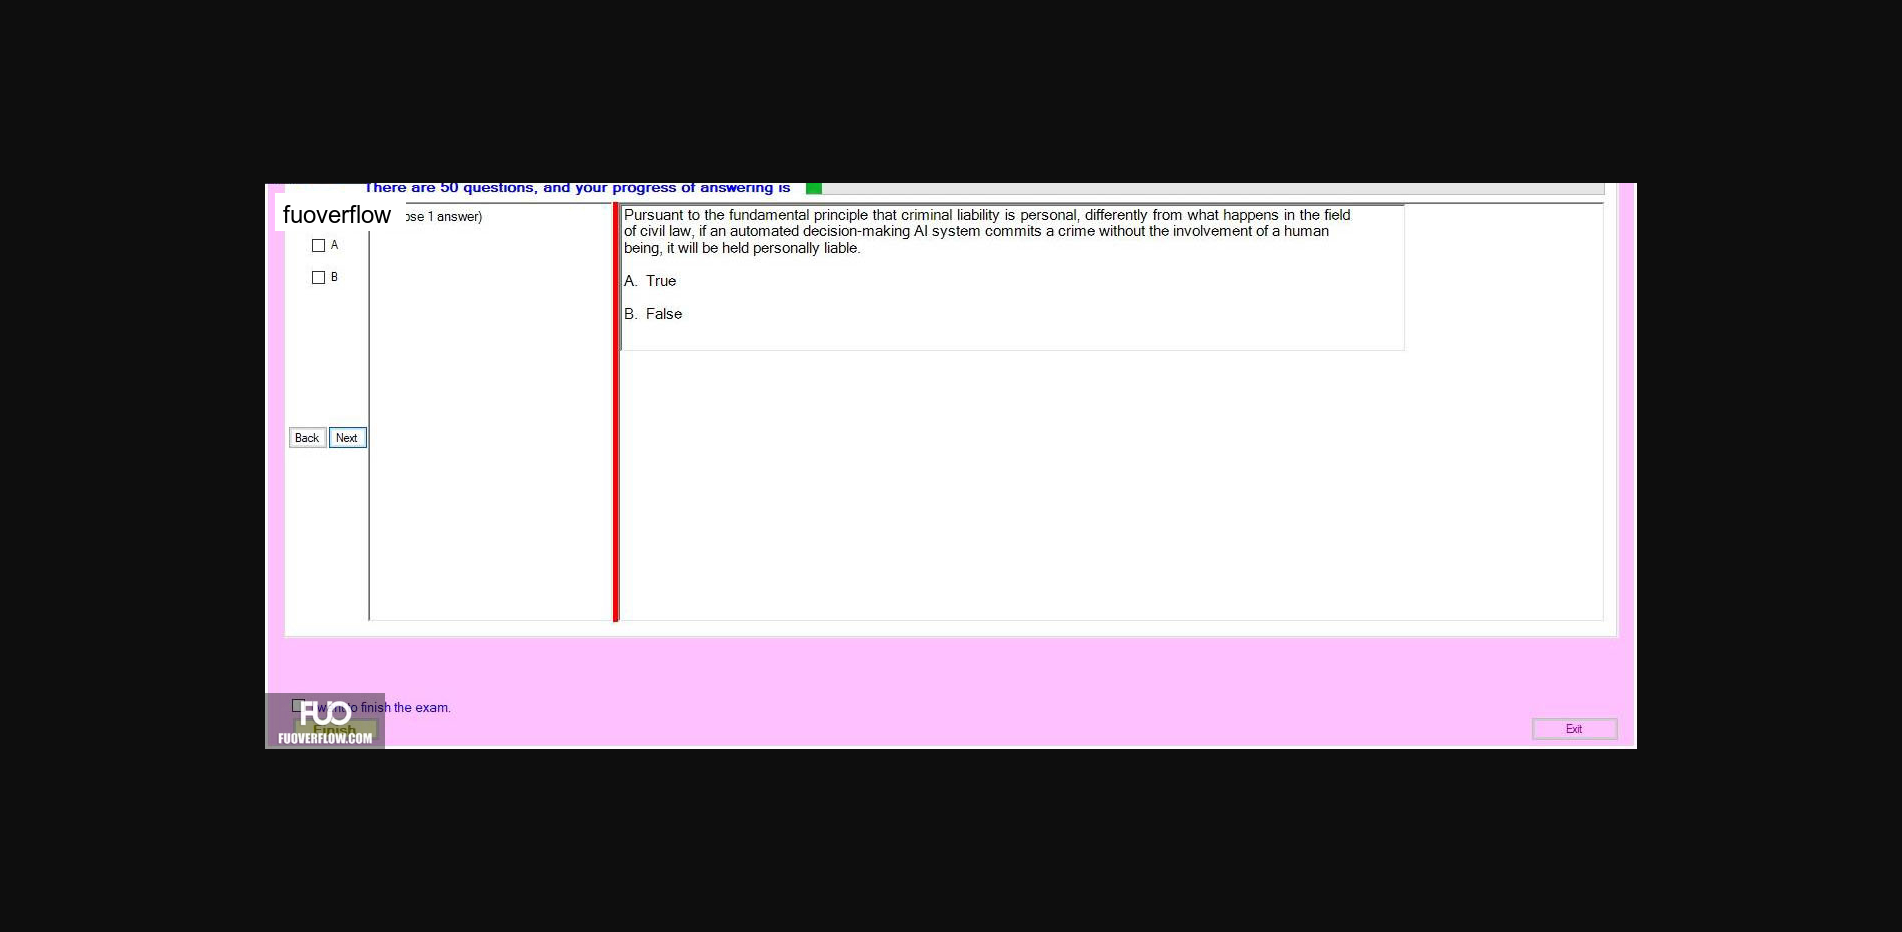 There are 50 questions, and your progress of answering is
fuoverflow
ose 1 answer)
A
B
Pursuant to the fundamental principle that criminal liability is personal, differently from what happens in the field
of civil law, if an automated decision-making AI system commits a crime without the involvement of a human
being, it will be held personally liable.
A. True
B. False
Back Next
I want to finish the exam.
FUO
Finish
FUOVERFLOW.COM
Exit